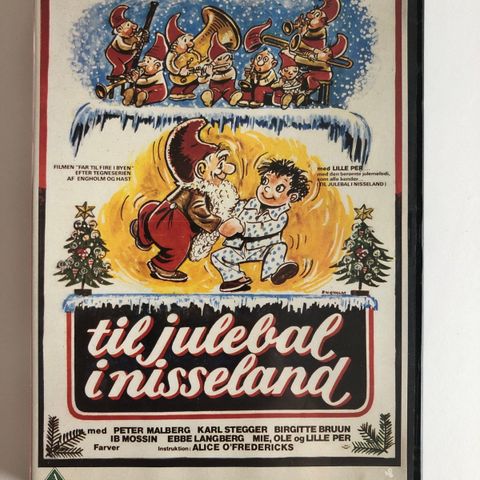 FILMEN "FAR TIL FIRE I BYEN"
EFTER TEGNESERIEN
AF ENGHOLM OG HAST
med LILLE PER
med den berømte julemelodi,
som alle kender...
(TIL JULEBAL I NISSELAND)
ENGHOLM
til julebal
i nisseland
med PETER MALBERG KARL STEGGER BIRGITTE BRUUN
IB MOSSIN EBBE LANGBERG MIE, OLE og LILLE PER
Farver Instruktion: ALICE O'FREDERICKS